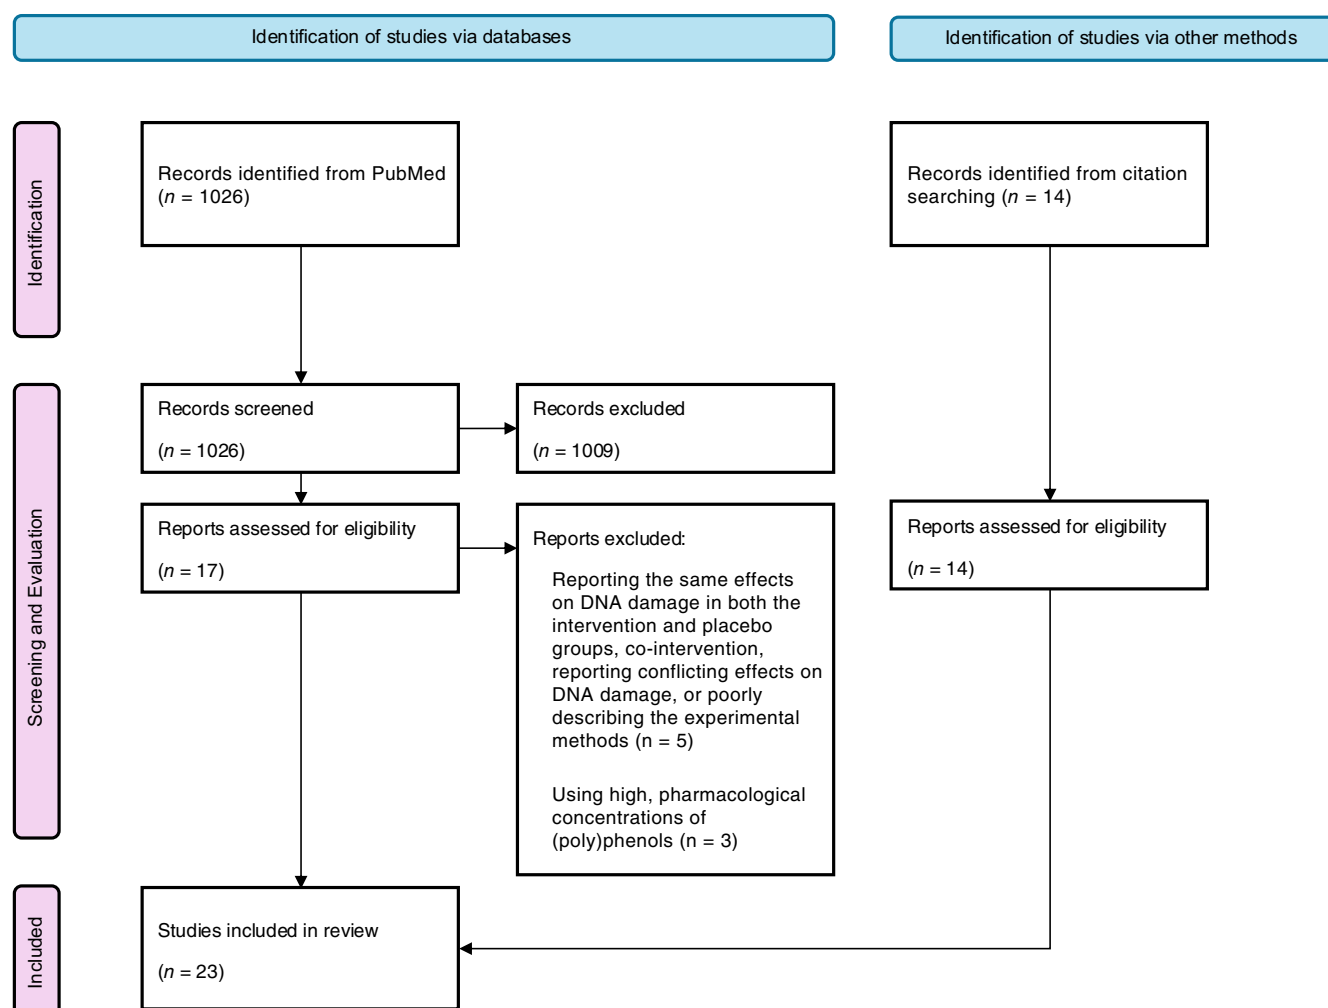 Identification of studies via databases
Identification of studies via other methods
Identification
Records identified from PubMed
(n = 1026)
Records identified from citation
searching (n = 14)
Screening and Evaluation
Records screened
(n = 1026)
Records excluded
(n = 1009)
Reports assessed for eligibility
(n = 17)
Reports excluded:
Reporting the same effects
on DNA damage in both the
intervention and placebo
groups, co-intervention,
reporting conflicting effects on
DNA damage, or poorly
describing the experimental
methods (n = 5)
Using high, pharmacological
concentrations of
(poly)phenols (n = 3)
Reports assessed for eligibility
(n = 14)
Included
Studies included in review
(n = 23)